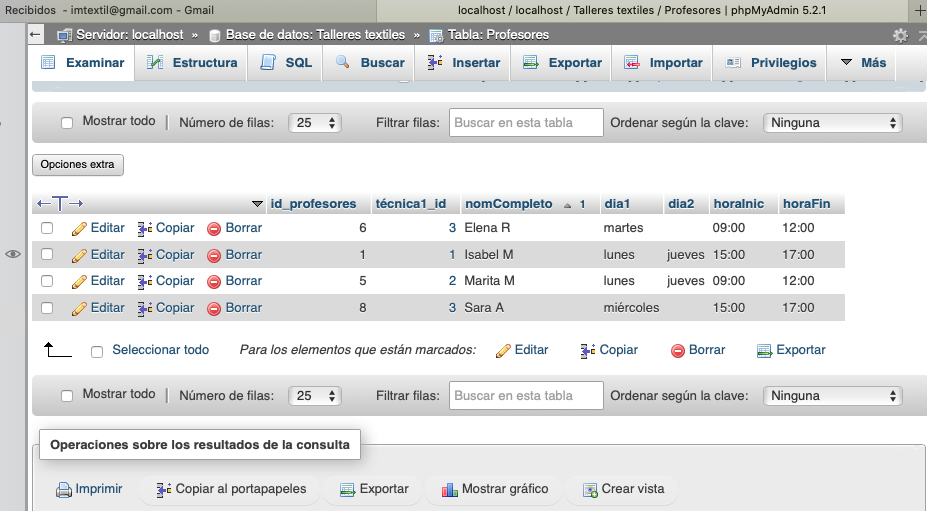 Recibidos - imtextil@gmail.com - Gmail localhost / localhost / Talleres textiles / Profesores | phpMyAdmin 5.2.1
Servidor: localhost » Base de datos: Talleres textiles » Tabla: Profesores
Examinar Estructura SQL Buscar Insertar Exportar Importar Privilegios Más
Mostrar todo | Número de filas: 25 Filtrar filas: Buscar en esta tabla Ordenar según la clave: Ninguna
Opciones extra
id_profesores técnica1_id nomCompleto 1 dia1 dia2 horaInic horaFin
Editar Copiar Borrar 6 3 Elena R martes 09:00 12:00
Editar Copiar Borrar 1 1 Isabel M lunes jueves 15:00 17:00
Editar Copiar Borrar 5 2 Marita M lunes jueves 09:00 12:00
Editar Copiar Borrar 8 3 Sara A miércoles 15:00 17:00
Seleccionar todo Para los elementos que están marcados: Editar Copiar Borrar Exportar
Mostrar todo | Número de filas: 25 Filtrar filas: Buscar en esta tabla Ordenar según la clave: Ninguna
Operaciones sobre los resultados de la consulta
Imprimir Copiar al portapapeles Exportar Mostrar gráfico Crear vista